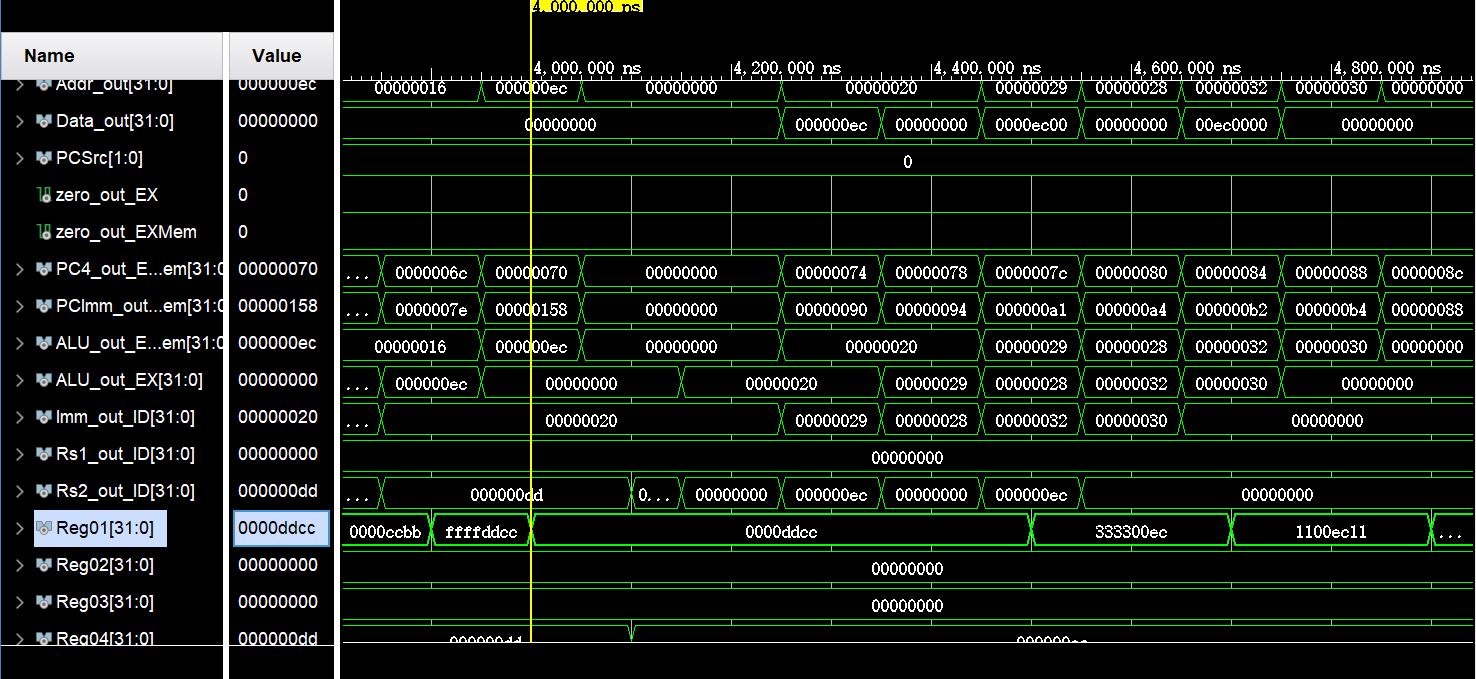 4,000.000 ns
Name Value
4,000.000 ns 4,200.000 ns 4,400.000 ns 4,600.000 ns 4,800.000 ns
Addr_out[31:0] 000000ec 00000016 000000ec 00000000 00000020 00000029 00000028 00000032 00000030 00000000
Data_out[31:0] 00000000 00000000 000000ec 00000000 0000ec00 00000000 00ec0000 00000000
PCSrc[1:0] 0 0
zero_out_EX 0
zero_out_EXMem 0
PC4_out_E...em[31:0 00000070 ... 0000006c 00000070 00000000 00000074 00000078 0000007c 00000080 00000084 00000088 0000008c
PCImm_out...em[31:0 00000158 ... 0000007e 00000158 00000000 00000090 00000094 000000a1 000000a4 000000b2 000000b4 00000088
ALU_out_E...em[31:0 000000ec 00000016 000000ec 00000000 00000020 00000029 00000028 00000032 00000030 00000000
ALU_out_EX[31:0] 00000000 ... 000000ec 00000000 00000020 00000029 00000028 00000032 00000030 00000000
Imm_out_ID[31:0] 00000020 ... 00000020 00000029 00000028 00000032 00000030 00000000
Rs1_out_ID[31:0] 00000000 00000000
Rs2_out_ID[31:0] 000000dd ... 000000dd 0... 00000000 000000ec 00000000 000000ec 00000000
Reg01[31:0] 0000ddcc 0000ccbb ffffddcc 0000ddcc 333300ec 1100ec11 ...
Reg02[31:0] 00000000 00000000
Reg03[31:0] 00000000 00000000
Reg04[31:0] 000000dd 000000dd